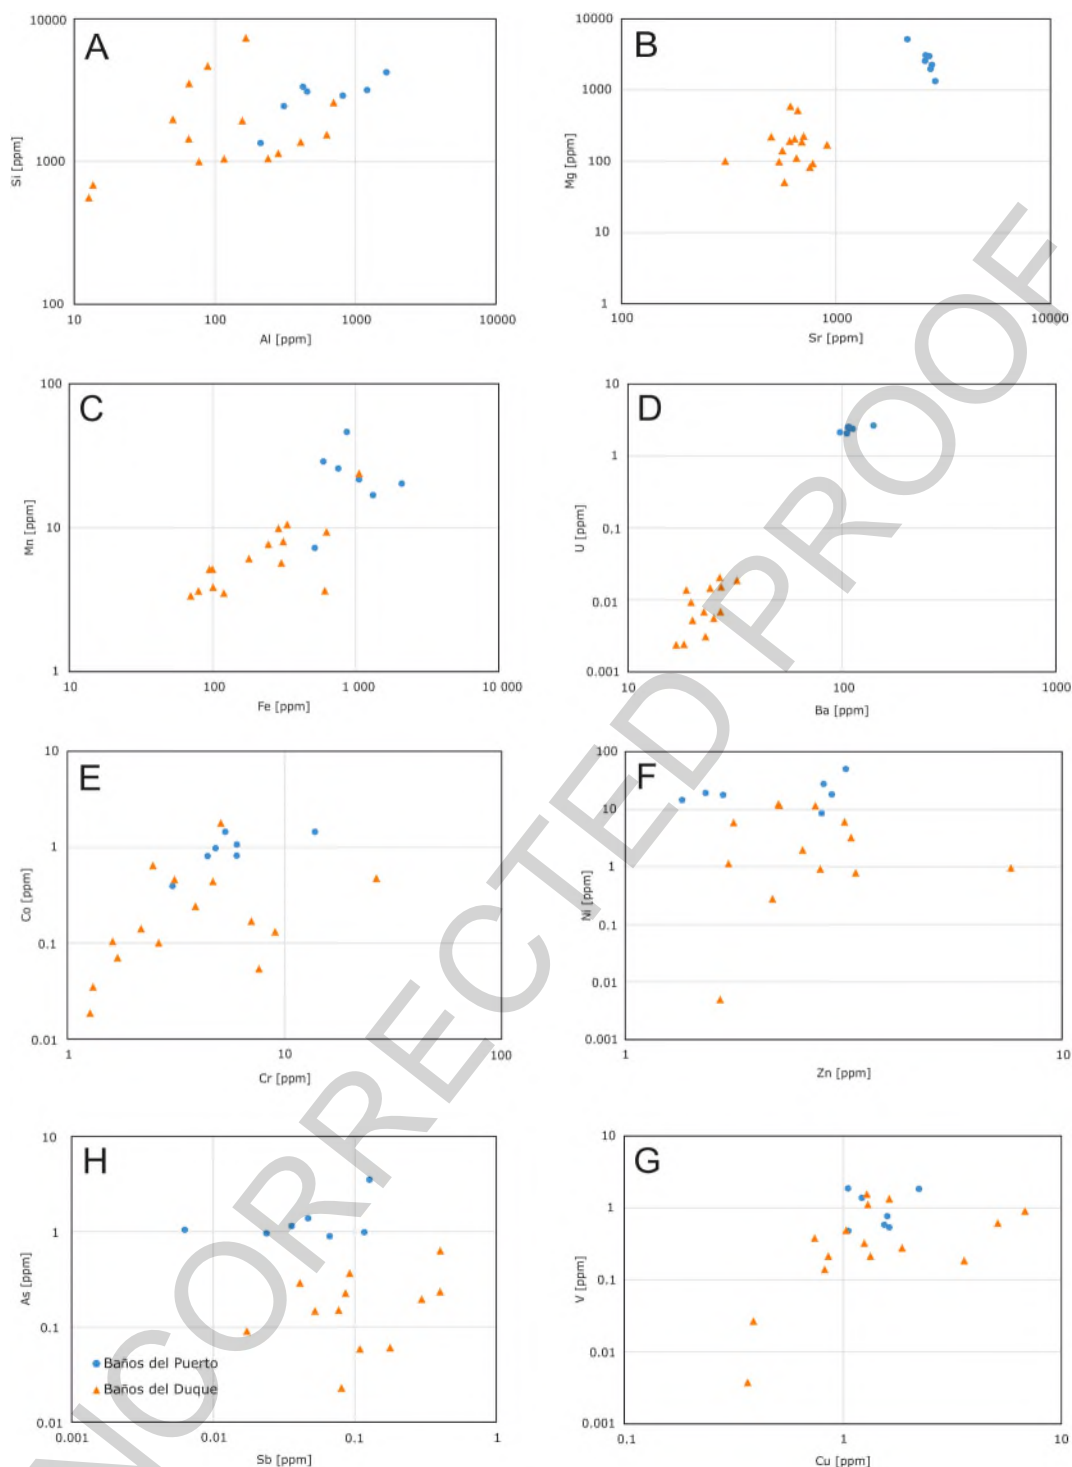 A
10000
1000
100
Si [ppm]
10
100
1000
10000
Al [ppm]
B
10000
1000
100
10
1
Mg [ppm]
100
1000
10000
Sr [ppm]
C
100
10
1
Mn [ppm]
10
100
1 000
10 000
Fe [ppm]
D
10
1
0.1
0.01
0.001
U [ppm]
10
100
1000
Ba [ppm]
E
10
1
0.1
0.01
Co [ppm]
1
10
100
Cr [ppm]
F
100
10
1
0.1
0.01
0.001
Ni [ppm]
1
10
Zn [ppm]
H
10
1
0.1
0.01
As [ppm]
Baños del Puerto
Baños del Duque
0.001
0.01
0.1
1
Sb [ppm]
G
10
1
0.1
0.01
0.001
V [ppm]
0.1
1
10
Cu [ppm]
NCORRECTED PROOF